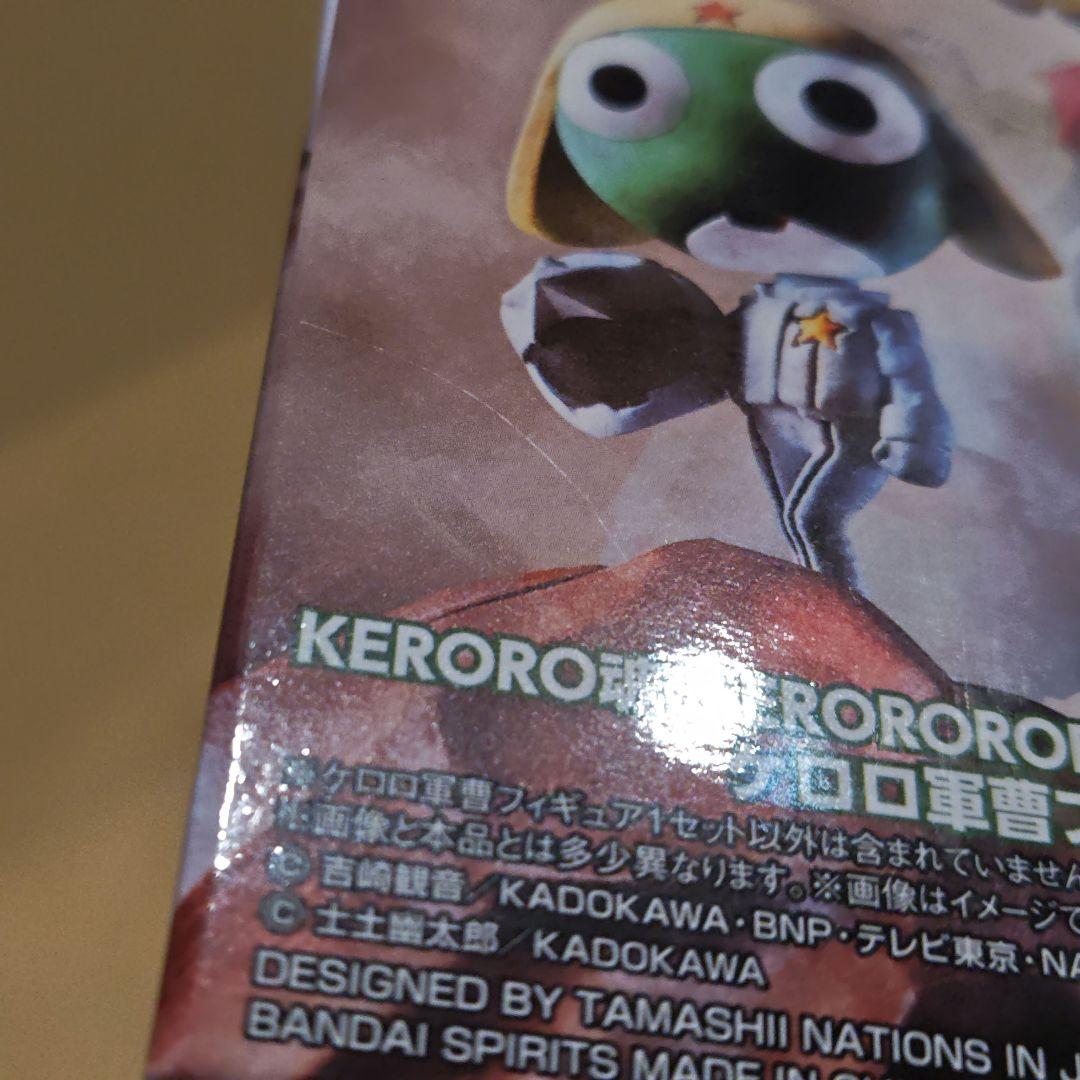 KERORO魂 ERORORO
ケロロ軍曹
※ケロロ軍曹フィギュア1セット以外は含まれていません
※画像と本品とは多少異なります。※画像はイメージで
© 吉崎観音／KADOKAWA・BNP・テレビ東京・NA
© 土土幽太郎／KADOKAWA
DESIGNED BY TAMASHII NATIONS IN J
BANDAI SPIRITS MADE IN